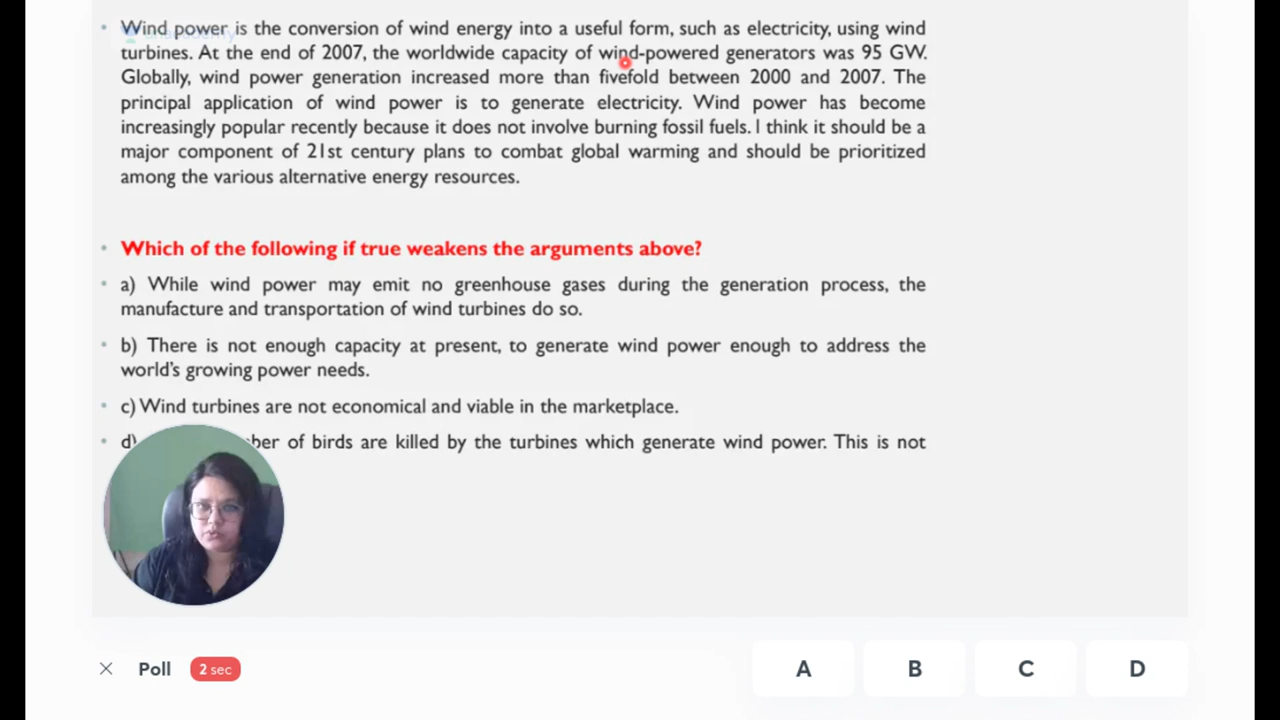 Wind power is the conversion of wind energy into a useful form, such as electricity, using wind
turbines. At the end of 2007, the worldwide capacity of wind-powered generators was 95 GW.
Globally, wind power generation increased more than fivefold between 2000 and 2007. The
principal application of wind power is to generate electricity. Wind power has become
increasingly popular recently because it does not involve burning fossil fuels. I think it should be a
major component of 21st century plans to combat global warming and should be prioritized
among the various alternative energy resources.
Which of the following if true weakens the arguments above?
a) While wind power may emit no greenhouse gases during the generation process, the
manufacture and transportation of wind turbines do so.
b) There is not enough capacity at present, to generate wind power enough to address the
world's growing power needs.
c) Wind turbines are not economical and viable in the marketplace.
d) of birds are killed by the turbines which generate wind power. This is not
Poll 2 sec A B C D